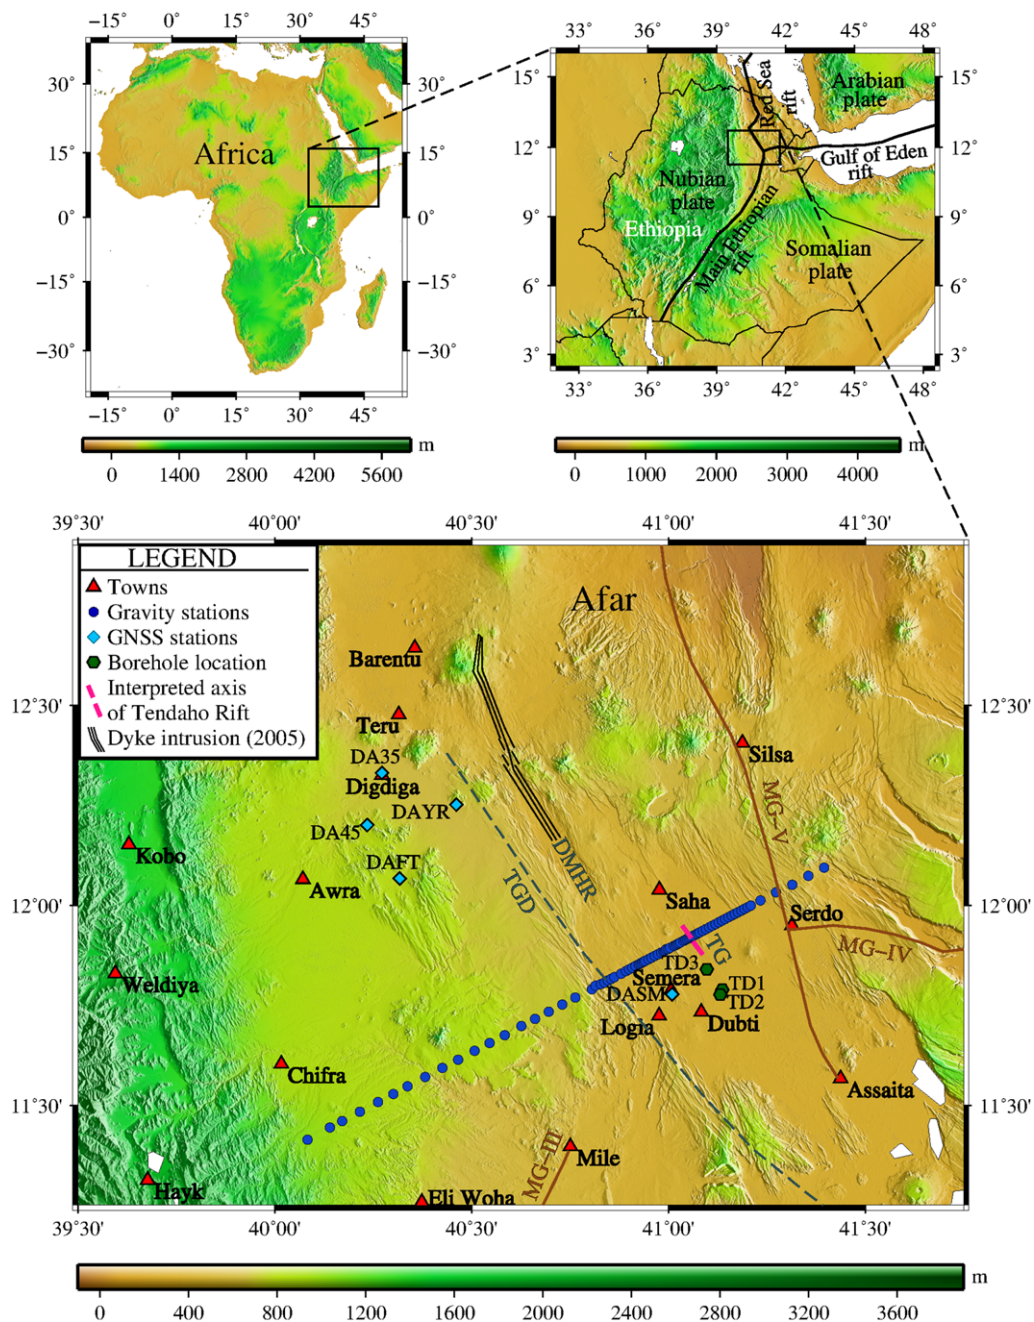 −15° 0° 15° 30° 45°
30°
15°
0°
−15°
−30°
30°
15°
0°
−15°
−30°
Africa
−15° 0° 15° 30° 45°
m
0 1400 2800 4200 5600
33° 36° 39° 42° 45° 48°
15°
12°
9°
6°
3°
15°
12°
9°
6°
3°
Red Sea
rift
Arabian
plate
Gulf of Eden
rift
Nubian
plate
Ethiopia
Main Ethiopian
rift
Somalian
plate
33° 36° 39° 42° 45° 48°
m
0 1000 2000 3000 4000
39°30' 40°00' 40°30' 41°00' 41°30'
LEGEND
Towns
Gravity stations
GNSS stations
Borehole location
Interpreted axis
of Tendaho Rift
Dyke intrusion (2005)
Afar
Barentu
12°30'
12°30'
Teru
Silsa
DA35
Digdiga
DAYR
MG−V
DA45
Kobo
DMHR
DAFT
Awra
TGD
Saha
12°00'
12°00'
Serdo
TG
MG−IV
TD3
Weldiya
Semera
TD1
DASM
TD2
Logia
Dubti
Chifra
Assaita
11°30'
11°30'
Mile
MG−III
Hayk
Eli Woha
39°30' 40°00' 40°30' 41°00' 41°30'
m
0 400 800 1200 1600 2000 2400 2800 3200 3600